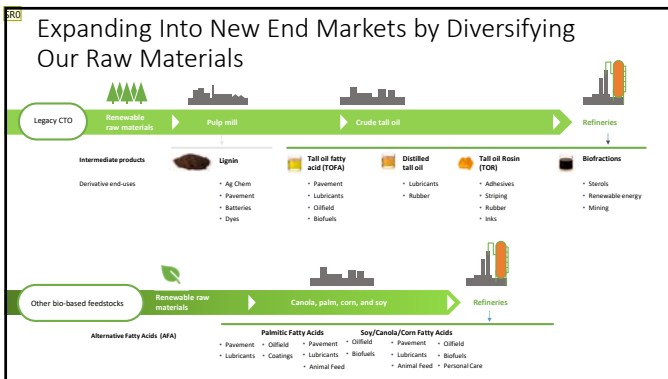 SR0
Expanding Into New End Markets by Diversifying
Our Raw Materials
Legacy CTO
Renewable
raw materials
Pulp mill
Crude tall oil
Refineries
Intermediate products
Lignin
Tall oil fatty
acid (TOFA)
Distilled
tall oil
Tall Oil Rosin
(TOR)
Biofractions
Derivative end-uses
• Ag Chem
• Pavement
• Batteries
• Dyes
• Pavement
• Lubricants
• Oilfield
• Biofuels
• Lubricants
• Rubber
• Adhesives
• Striping
• Rubber
• Inks
• Sterols
• Renewable energy
• Mining
Other bio-based feedstocks
Renewable raw
materials
Canola, palm, corn, and soy
Refineries
Alternative Fatty Acids (AFA)
Palmitic Fatty Acids
• Pavement
• Lubricants
• Oilfield
• Coatings
Soy/Canola/Corn Fatty Acids
• Pavement
• Lubricants
• Animal Feed
• Oilfield
• Biofuels
• Pavement
• Lubricants
• Animal Feed
• Oilfield
• Biofuels
• Personal Care